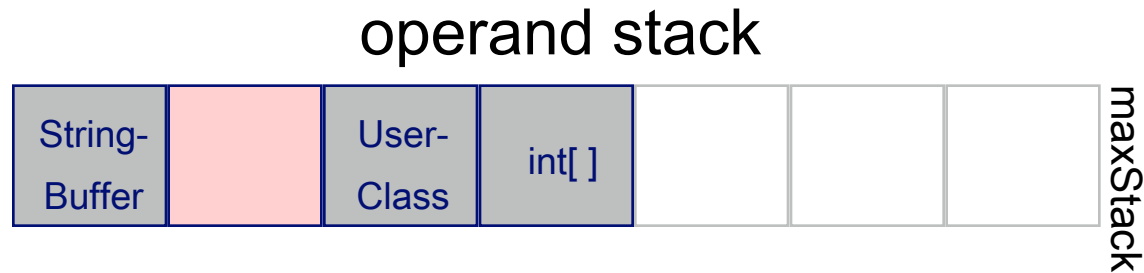 operand stack
String-
Buffer
User-
Class
int[ ]
maxStack